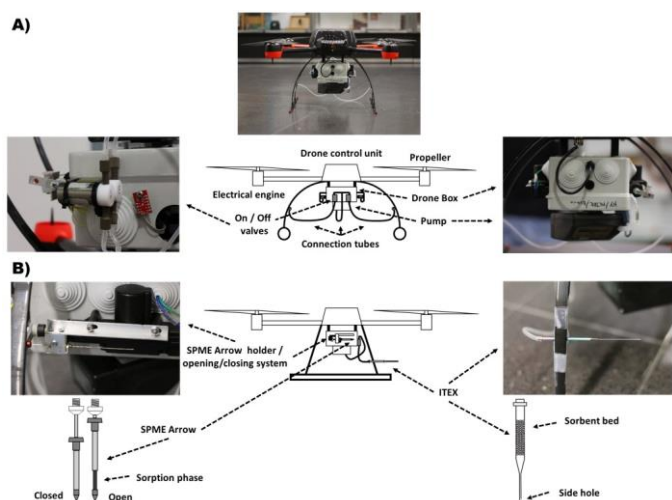 A)
Drone control unit
Propeller
Electrical engine
Drone Box
On / Off
valves
Pump
Connection tubes
B)
SPME Arrow holder /
opening/closing system
ITEX
SPME Arrow
Sorbent bed
Sorption phase
Side hole
Closed
Open